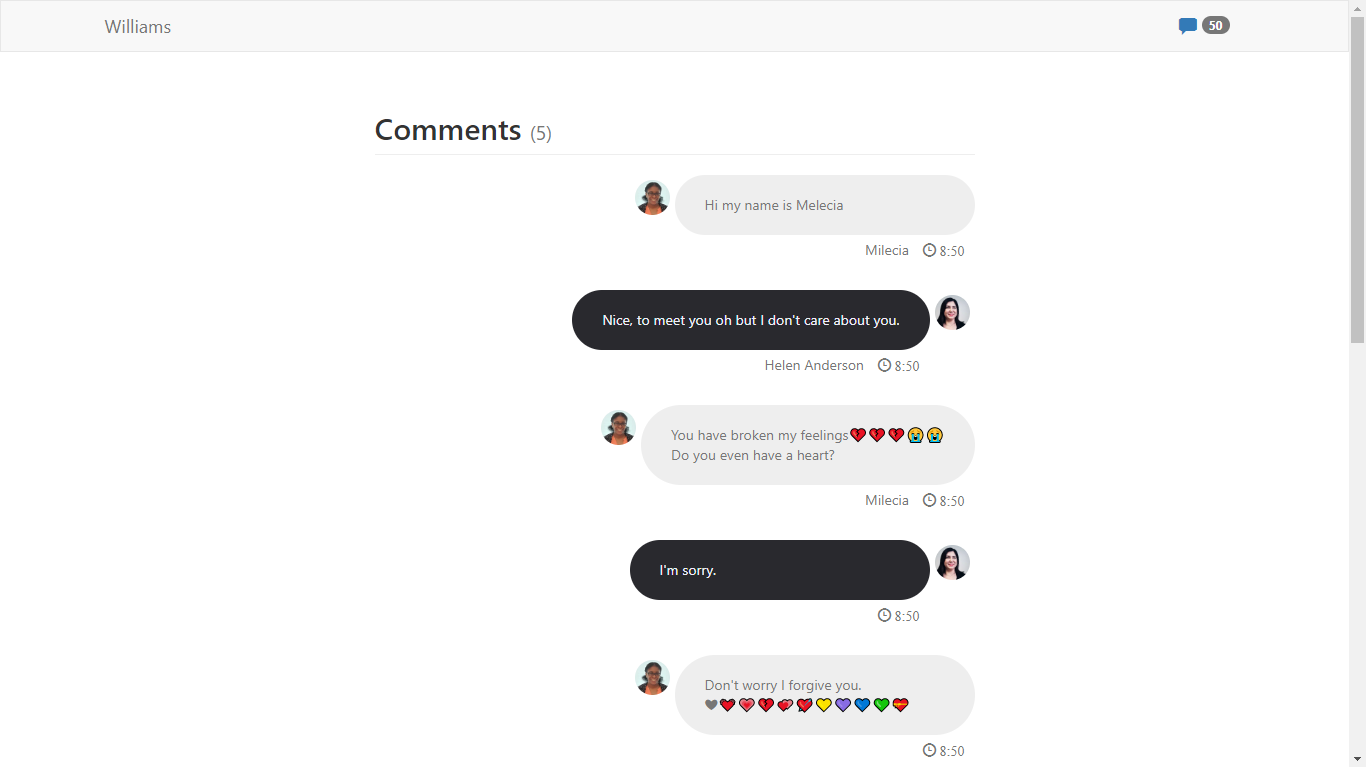 Williams
50
Comments (5)
Hi my name is Melecia
Milecia 8:50
Nice, to meet you oh but I don't care about you.
Helen Anderson 8:50
You have broken my feelings💔💔💔😭😭
Do you even have a heart?
Milecia 8:50
I'm sorry.
8:50
Don't worry I forgive you.
8:50